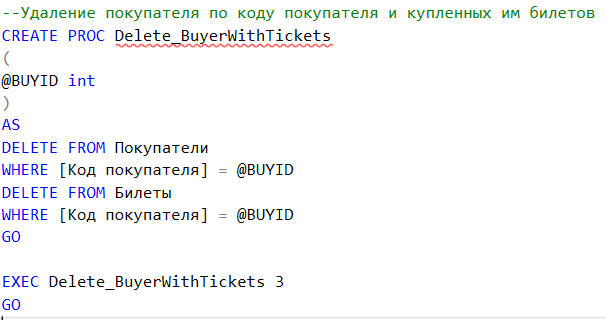 --Удаление покупателя по коду покупателя и купленных им билетов
CREATE PROC Delete_BuyerWithTickets
(
@BUYID int
)
AS
DELETE FROM Покупатели
WHERE [Код покупателя] = @BUYID
DELETE FROM Билеты
WHERE [Код покупателя] = @BUYID
GO
EXEC Delete_BuyerWithTickets 3
GO